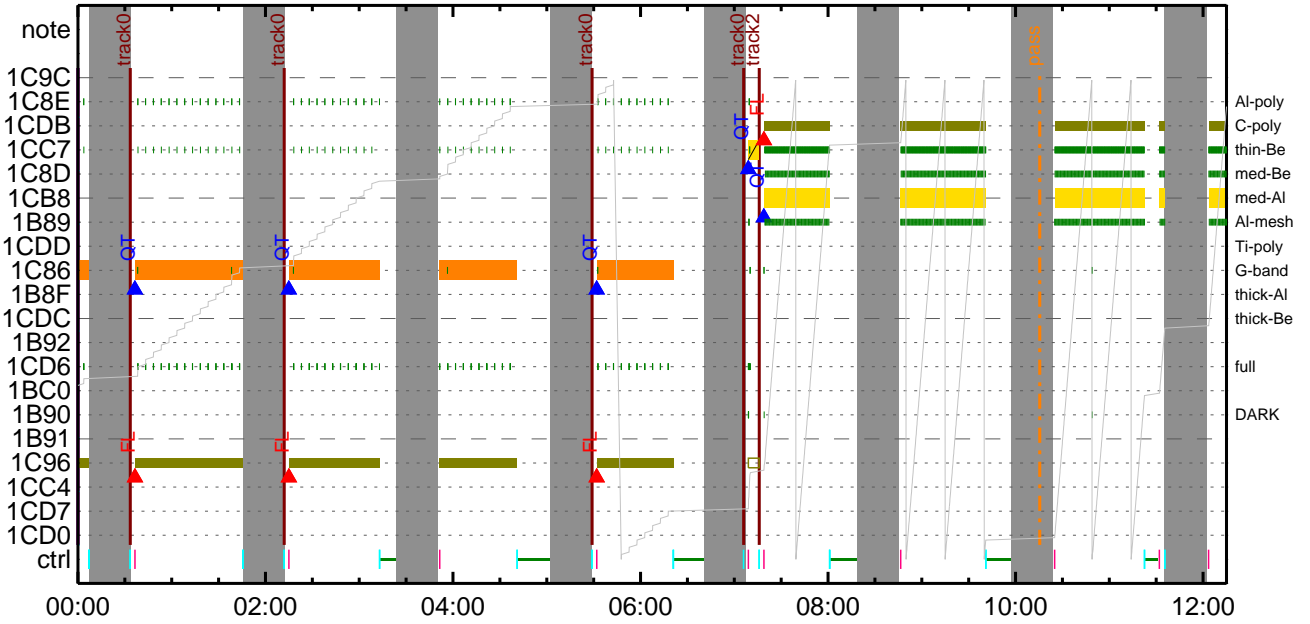 note
track0
track0
track0
track0
track2
pass
1C9C
1C8E
Al-poly
FL
1CDB
C-poly
QT
1CC7
thin-Be
1C8D
med-Be
QT
1CB8
med-Al
1B89
Al-mesh
1CDD
Ti-poly
QT
QT
QT
1C86
G-band
1B8F
thick-Al
1CDC
thick-Be
1B92
1CD6
full
1BC0
1B90
DARK
1B91
FL
FL
FL
1C96
1CC4
1CD7
1CD0
ctrl
00:00 02:00 04:00 06:00 08:00 10:00 12:00